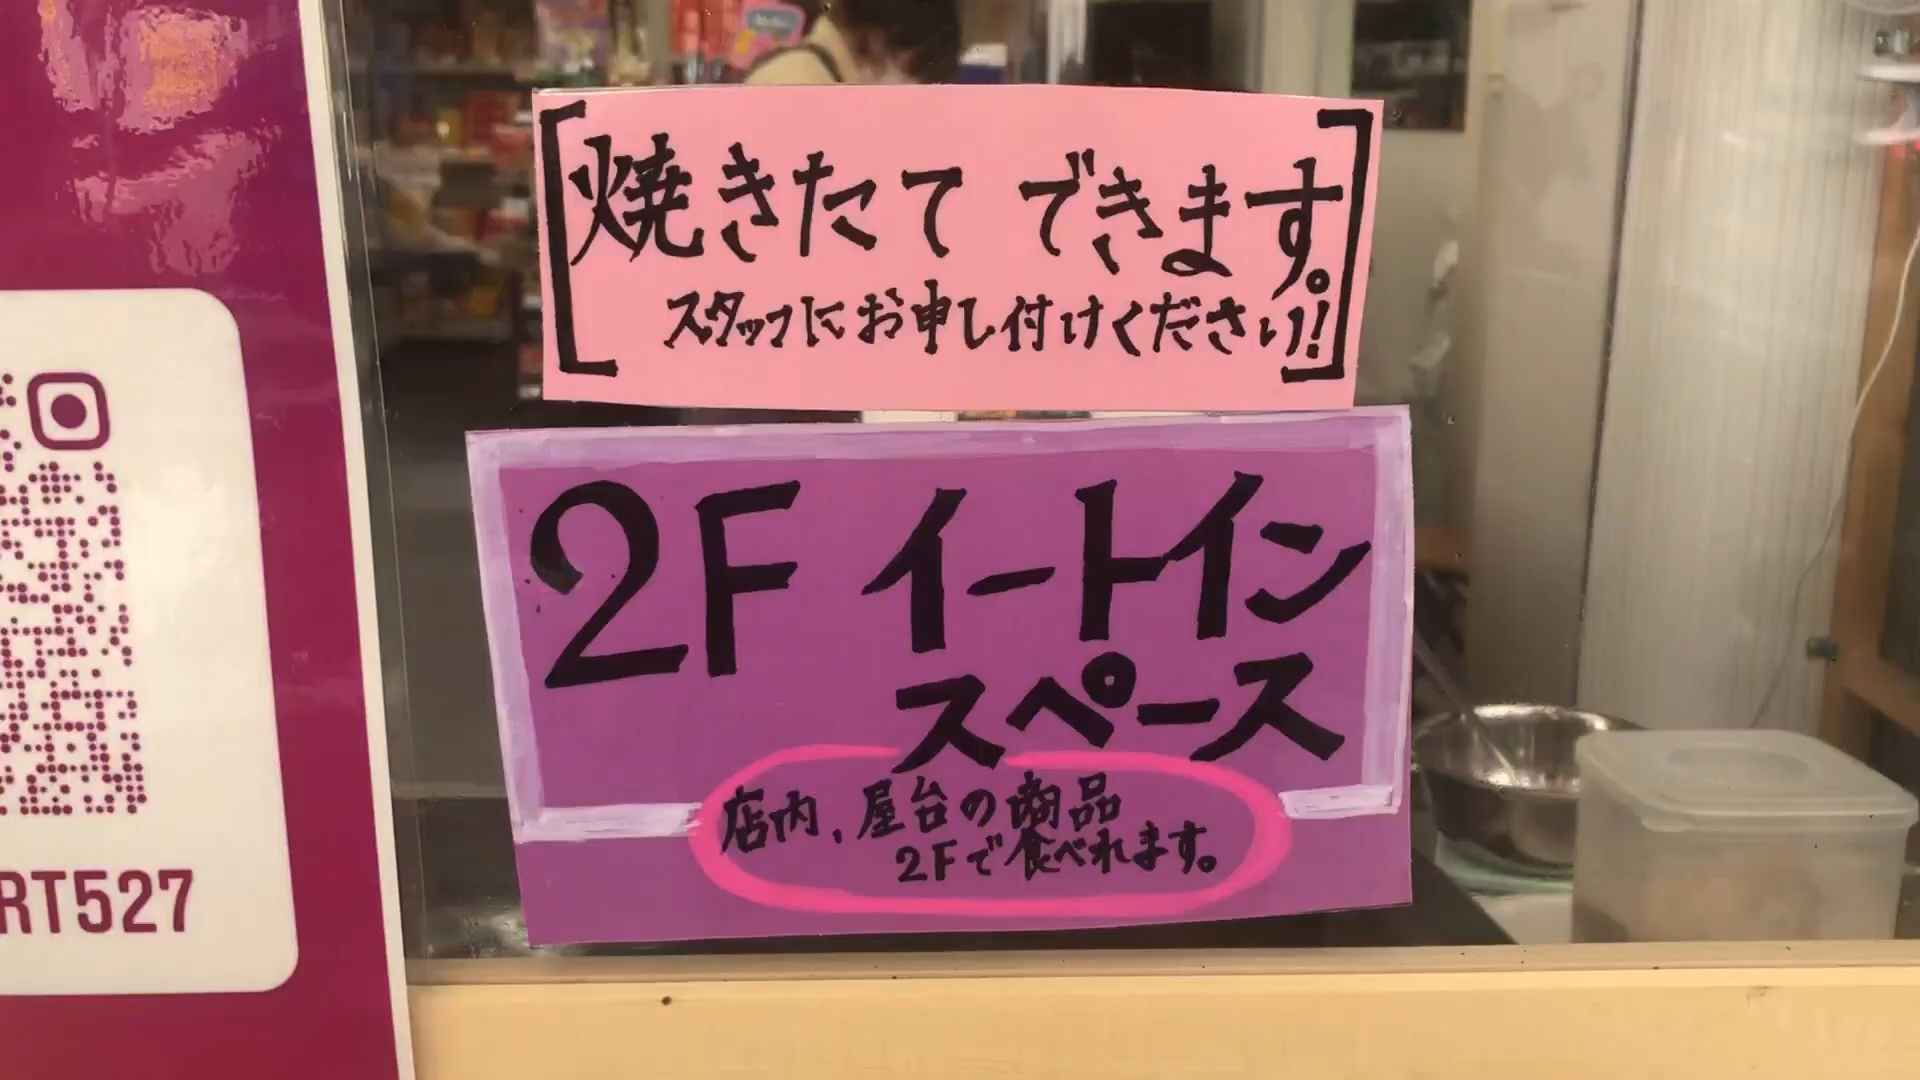 焼きたて できます。
スタッフにお申し付けください!
2F イートイン
スペース
店内、屋台の商品
2Fで食べれます。
RT527